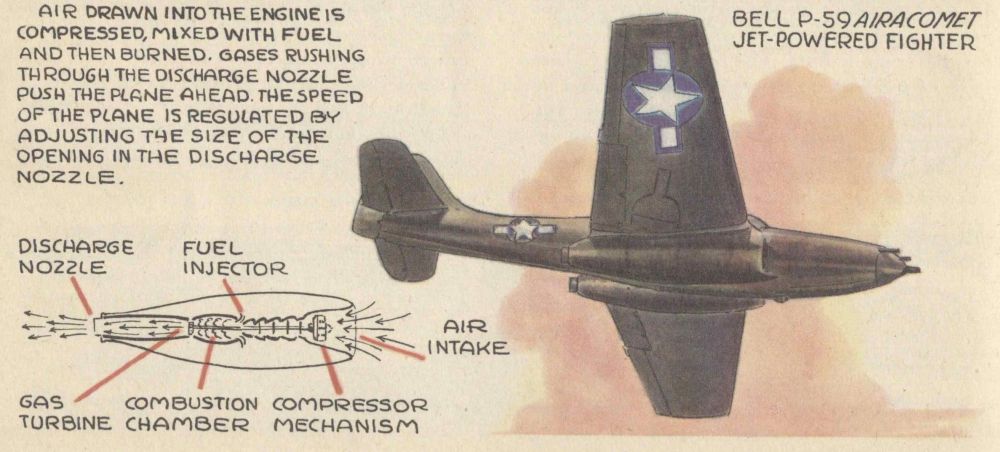 AIR DRAWN INTO THE ENGINE IS
COMPRESSED, MIXED WITH FUEL
AND THEN BURNED. GASES RUSHING
THROUGH THE DISCHARGE NOZZLE
PUSH THE PLANE AHEAD. THE SPEED
OF THE PLANE IS REGULATED BY
ADJUSTING THE SIZE OF THE
OPENING IN THE DISCHARGE
NOZZLE.
BELL P-59 AIRACOMET
JET-POWERED FIGHTER
DISCHARGE
NOZZLE
FUEL
INJECTOR
AIR
INTAKE
GAS
TURBINE
COMBUSTION
CHAMBER
COMPRESSOR
MECHANISM